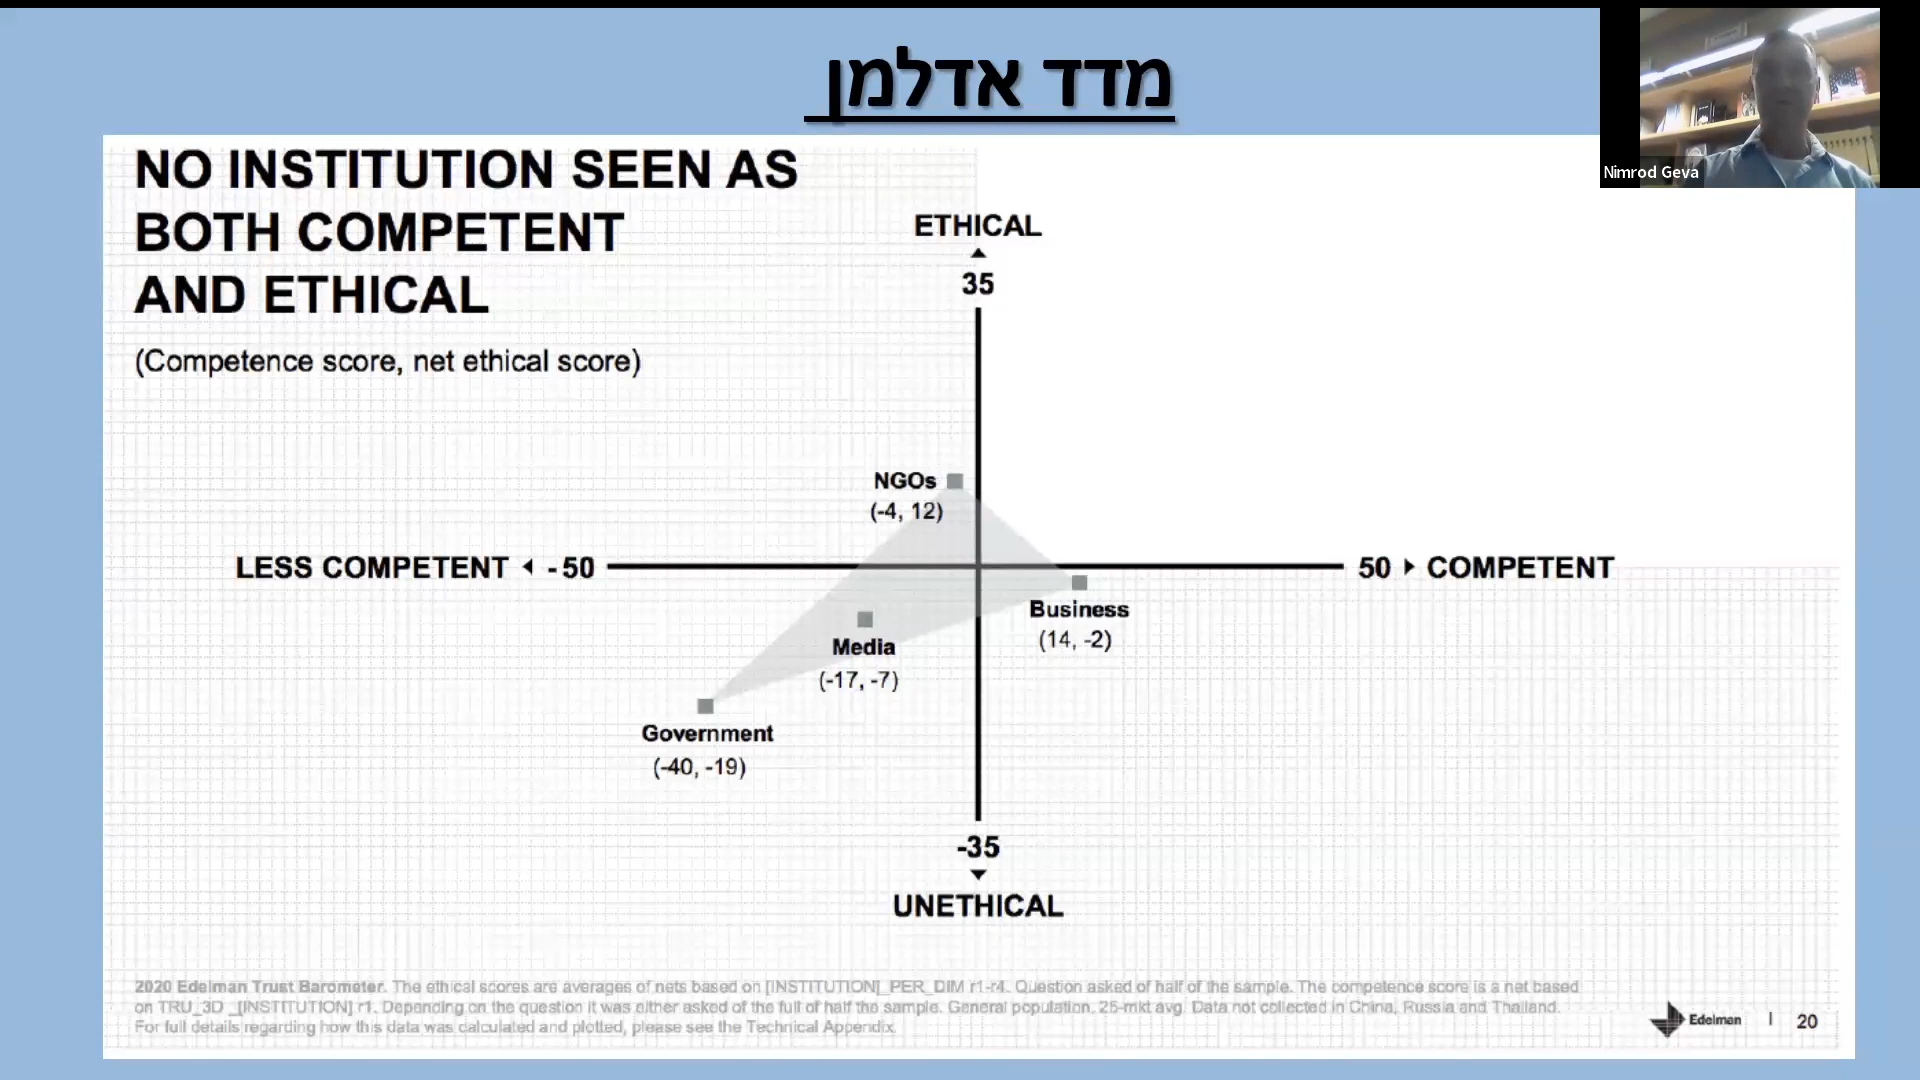 מדד אדלמן
Nimrod Geva
NO INSTITUTION SEEN AS
BOTH COMPETENT
AND ETHICAL
(Competence score, net ethical score)
ETHICAL
35
NGOs
(-4, 12)
LESS COMPETENT
- 50
50
COMPETENT
Business
(14, -2)
Media
(-17, -7)
Government
(-40, -19)
-35
UNETHICAL
2020 Edelman Trust Barometer. The ethical scores are averages of nets based on [INSTITUTION]_PER_DIM r1-r4. Question asked of half of the sample. The competence score is a net based
on TRU_3D _[INSTITUTION] r1. Depending on the question it was either asked of the full of half the sample. General population, 25-mkt avg. Data not collected in China, Russia and Thailand.
For full details regarding how this data was calculated and plotted, please see the Technical Appendix.
Edelman | 20